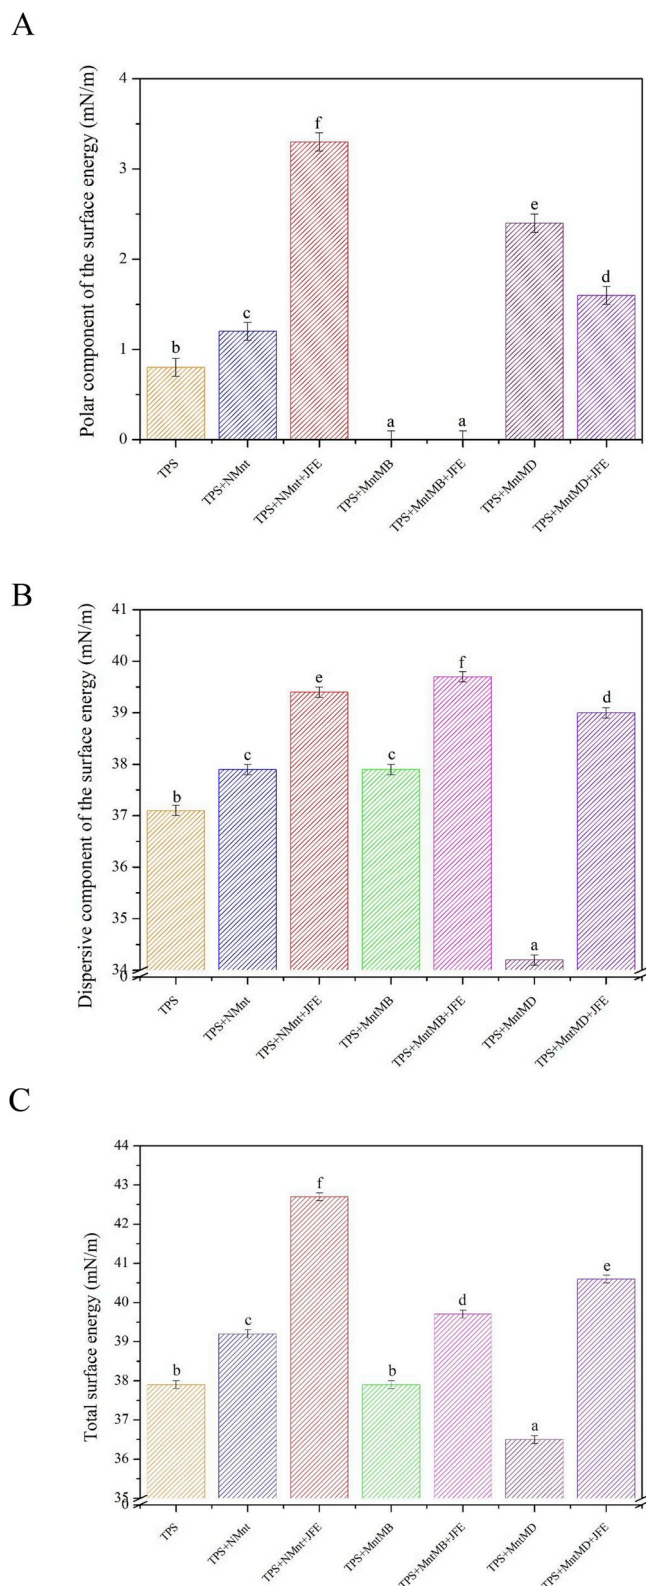 A
Polar component of the surface energy (mN/m)
4
3
2
1
0
b
c
f
a
a
e
d
TPS
TPS+NMnt
TPS+NMnt+JFE
TPS+MntMB
TPS+MntMB+JFE
TPS+MntMD
TPS+MntMD+JFE
B
Dispersive component of the surface energy (mN/m)
41
40
39
38
37
36
35
34
0
b
c
e
c
f
a
d
TPS
TPS+NMnt
TPS+NMnt+JFE
TPS+MntMB
TPS+MntMB+JFE
TPS+MntMD
TPS+MntMD+JFE
C
Total surface energy (mN/m)
44
43
42
41
40
39
38
37
36
35
0
b
c
f
b
d
a
e
TPS
TPS+NMnt
TPS+NMnt+JFE
TPS+MntMB
TPS+MntMB+JFE
TPS+MntMD
TPS+MntMD+JFE